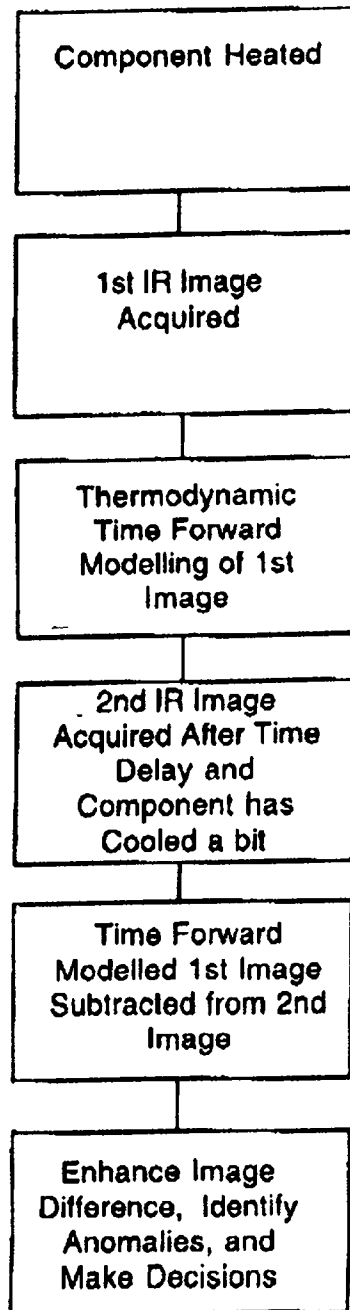 Component Heated
1st IR Image
Acquired
Thermodynamic
Time Forward
Modelling of 1st
Image
2nd IR Image
Acquired After Time
Delay and
Component has
Cooled a bit
Time Forward
Modelled 1st Image
Subtracted from 2nd
Image
Enhance Image
Difference, Identify
Anomalies, and
Make Decisions